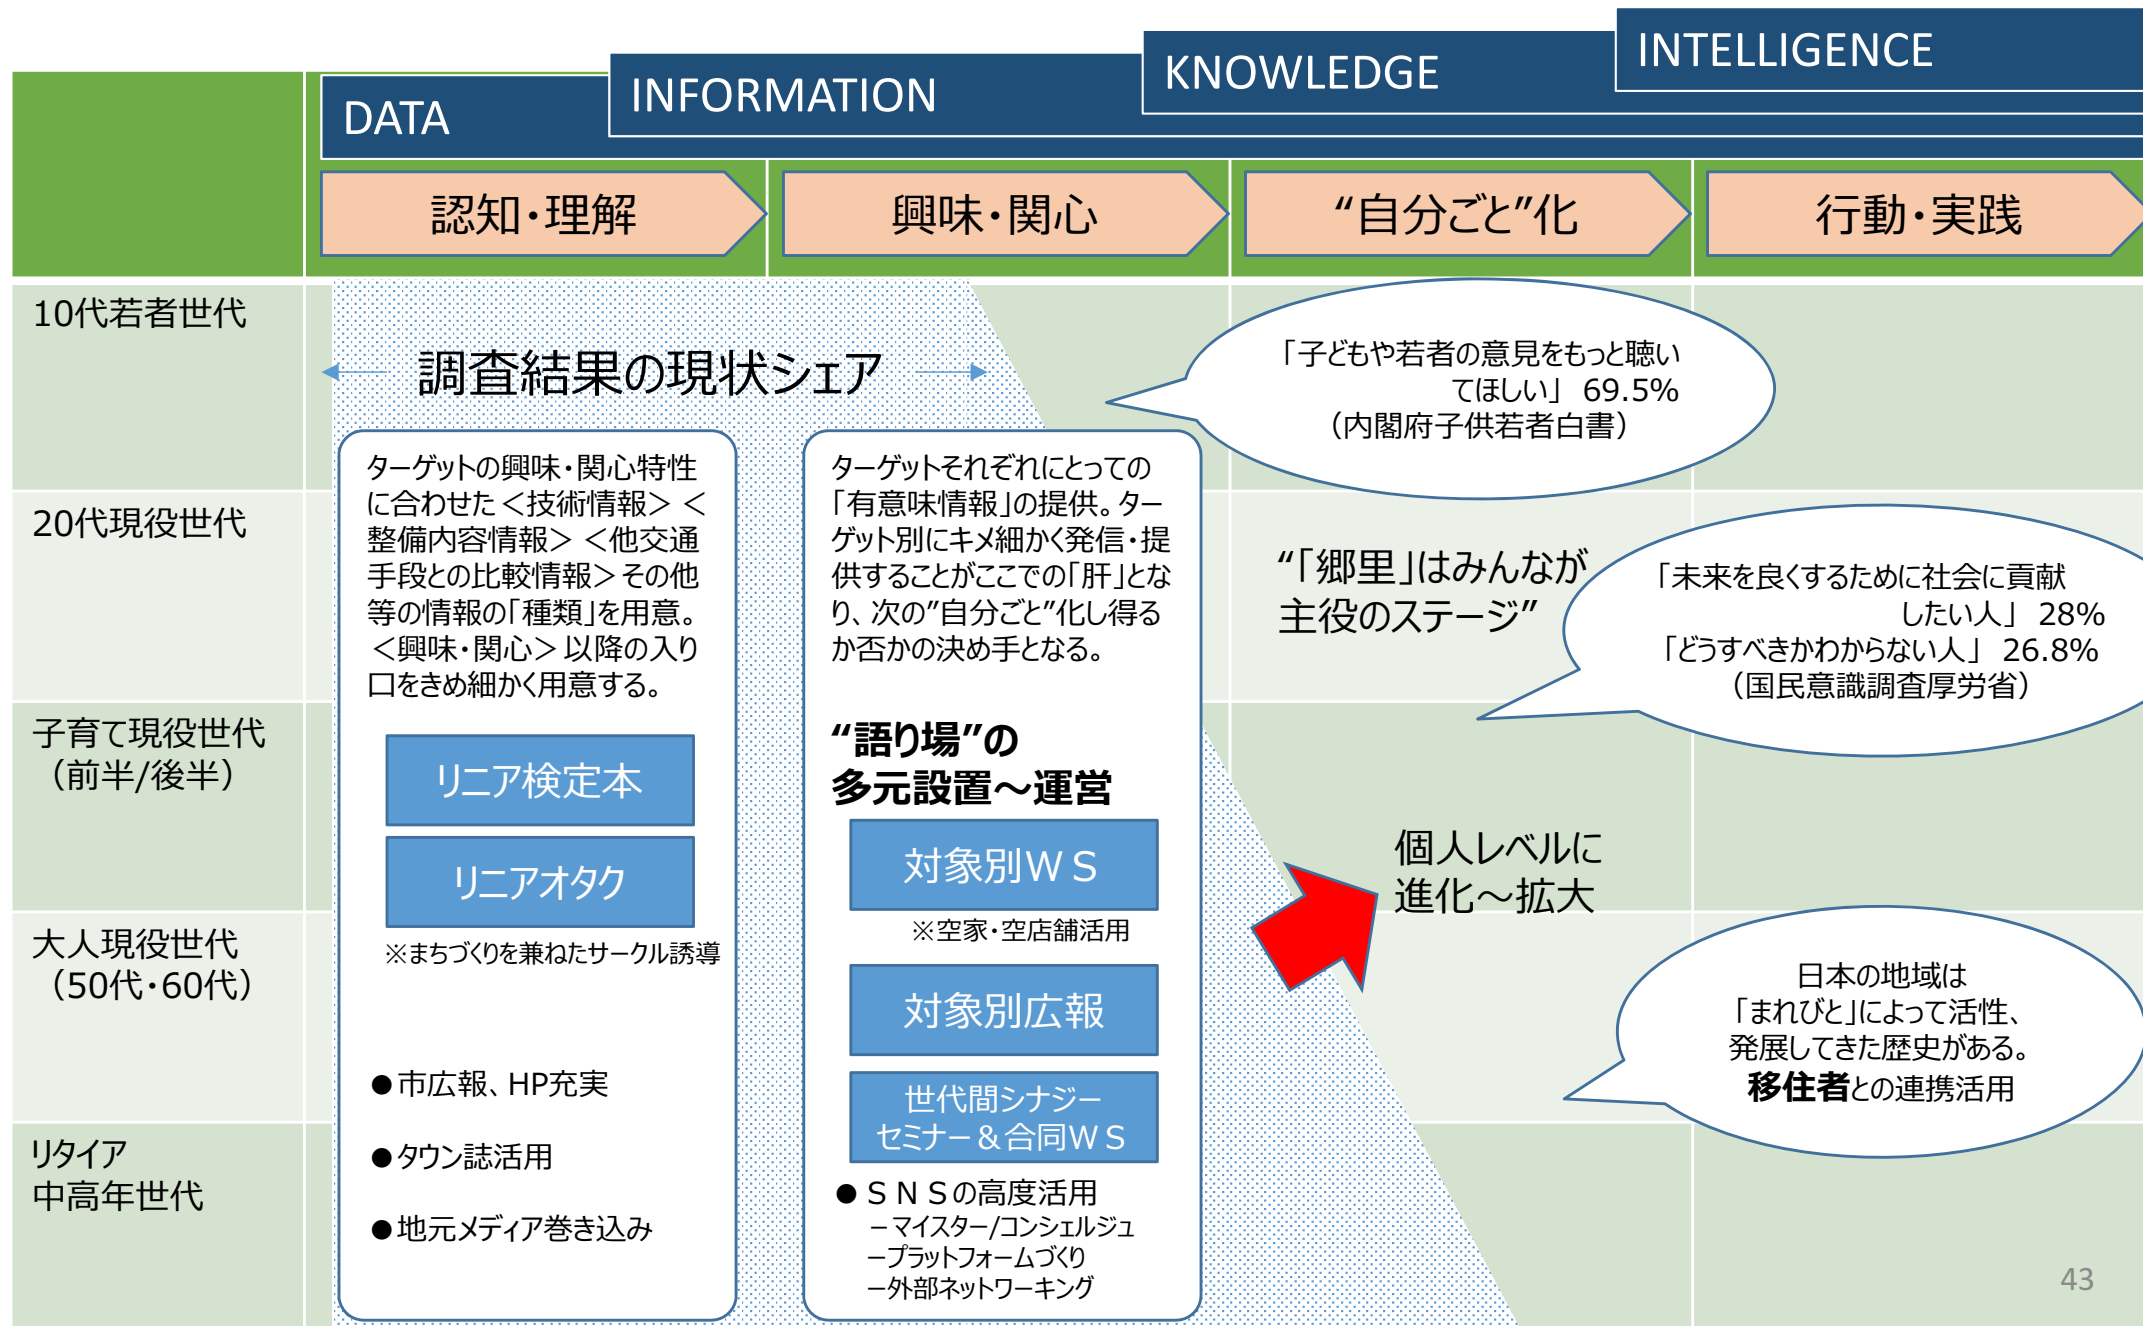 DATA
INFORMATION
KNOWLEDGE
INTELLIGENCE
認知・理解
興味・関心
“自分ごと”化
行動・実践
10代若者世代
20代現役世代
子育て現役世代
（前半/後半）
大人現役世代
（50代・60代）
リタイア
中高年世代
調査結果の現状シェア
ターゲットの興味・関心特性
に合わせた＜技術情報＞＜
整備内容情報＞＜他交通
手段との比較情報＞その他
等の情報の「種類」を用意。
＜興味・関心＞以降の入り
口をきめ細かく用意する。
リニア検定本
リニアオタク
※まちづくりを兼ねたサークル誘導
●市広報、HP充実
●タウン誌活用
●地元メディア巻き込み
ターゲットそれぞれにとっての
「有意味情報」の提供。ター
ゲット別にキメ細かく発信・提
供することがここでの「肝」とな
り、次の”自分ごと”化し得る
か否かの決め手となる。
“語り場”の
多元設置～運営
対象別ＷＳ
※空家・空店舗活用
対象別広報
世代間シナジー
セミナー＆合同ＷＳ
●ＳＮＳの高度活用
－マイスター/コンシェルジュ
－プラットフォームづくり
－外部ネットワーキング
「子どもや若者の意見をもっと聴い
てほしい」 69.5%
（内閣府子供若者白書）
“「郷里」はみんなが
主役のステージ”
「未来を良くするために社会に貢献
したい人」 28%
「どうすべきかわからない人」 26.8%
（国民意識調査厚労省）
個人レベルに
進化～拡大
日本の地域は
「まれびと」によって活性、
発展してきた歴史がある。
移住者との連携活用
43